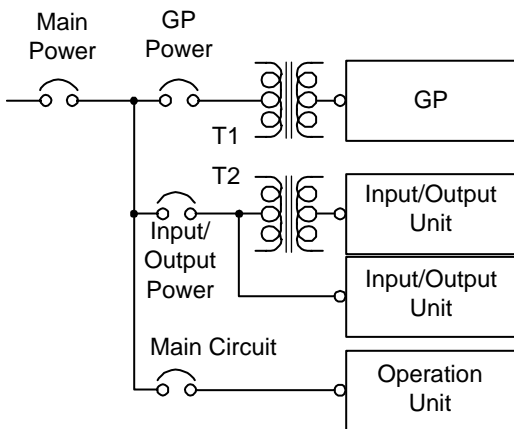 Main
Power
GP
Power
T1
GP
T2
Input/Output
Unit
Input/
Output
Power
Input/Output
Unit
Main Circuit
Operation
Unit